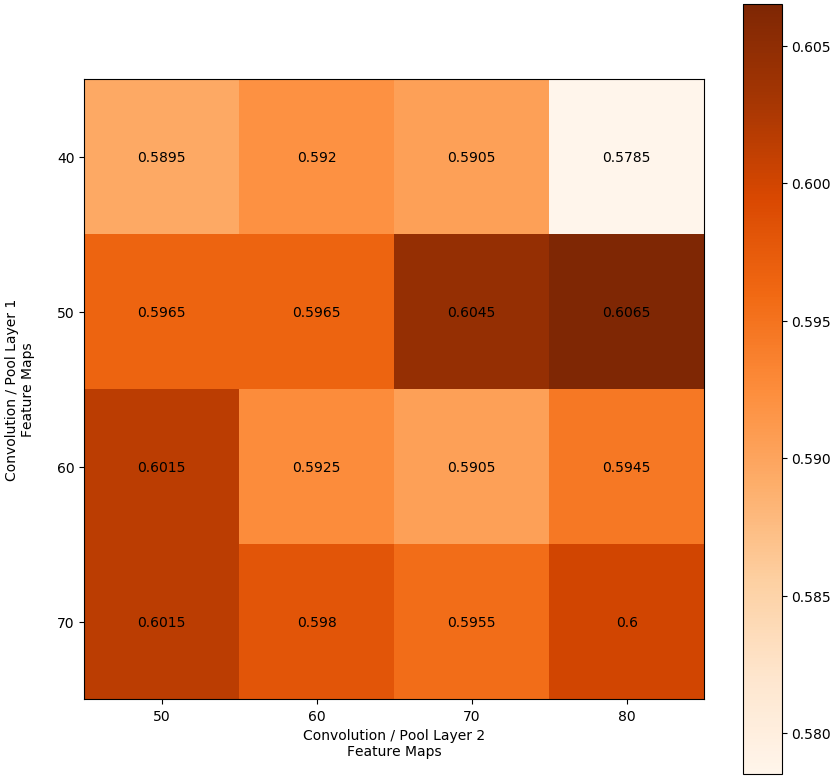 0.605
40 0.5895 0.592 0.5905 0.5785
0.600
50 0.5965 0.5965 0.6045 0.6065
0.595
Convolution / Pool Layer 1
Feature Maps
0.590
60 0.6015 0.5925 0.5905 0.5945
0.585
70 0.6015 0.598 0.5955 0.6
50 60 70 80
0.580
Convolution / Pool Layer 2
Feature Maps